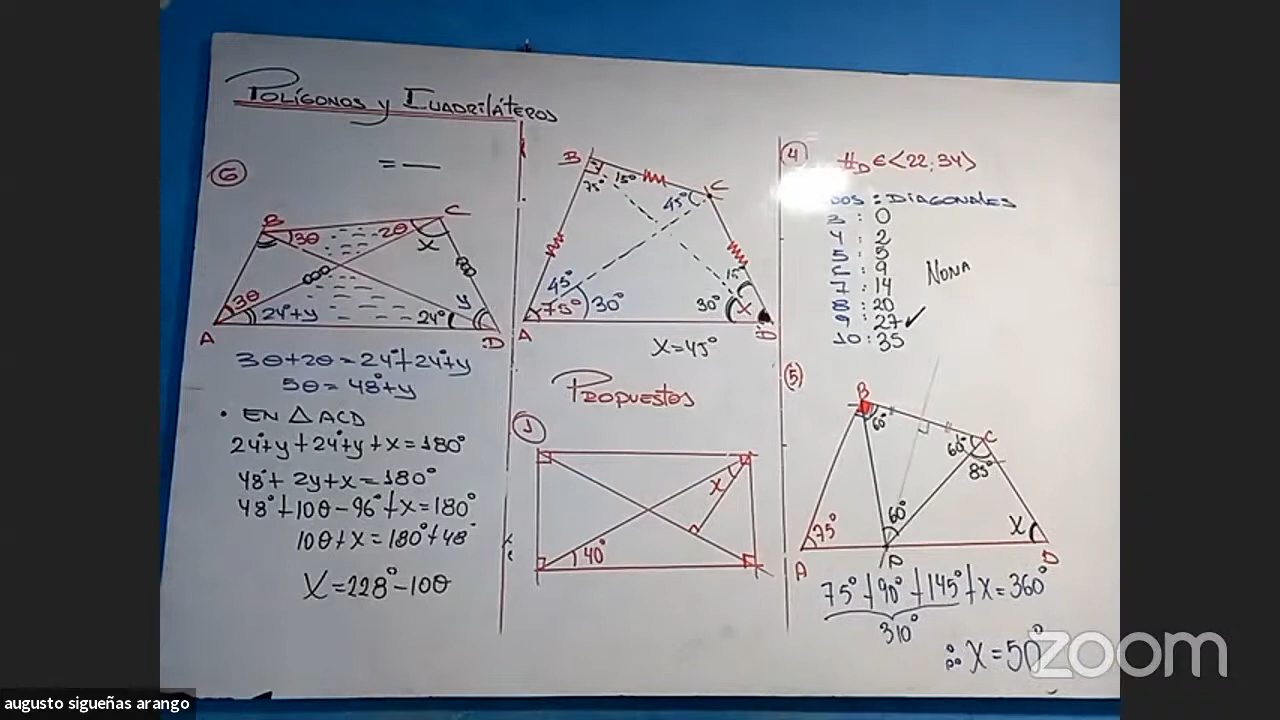 POLÍGONOS y CUADRILÁTEROS
6
= —
B
C
3θ
2θ
x
3θ
24°+y
24°
y
A
D
3θ+2θ=24°+24°+y
5θ=48°+y
• EN △ ACD
24°+y+24°+y+x=180°
48°+2y+x=180°
48°+10θ-96°+x=180°
10θ+x=180°+48°
X=228°-10θ
B
75°
15°
45°
C
45°
75°
30°
30°
15°
x
A
D
X=45°
PROPUESTOS
1
x
40°
4
#D ∈ <22;34>
: DIAGONALES
3 : 0
4 : 2
5 : 5
6 : 9
7 : 14
8 : 20
9 : 27 ✓
10 : 35
NONA
5
B
60°
C
60°
85°
60°
75°
x
A
P
D
75°+90°+145°+x=360°
310°
∴ X=50°
zoom
augusto sigueñas arango